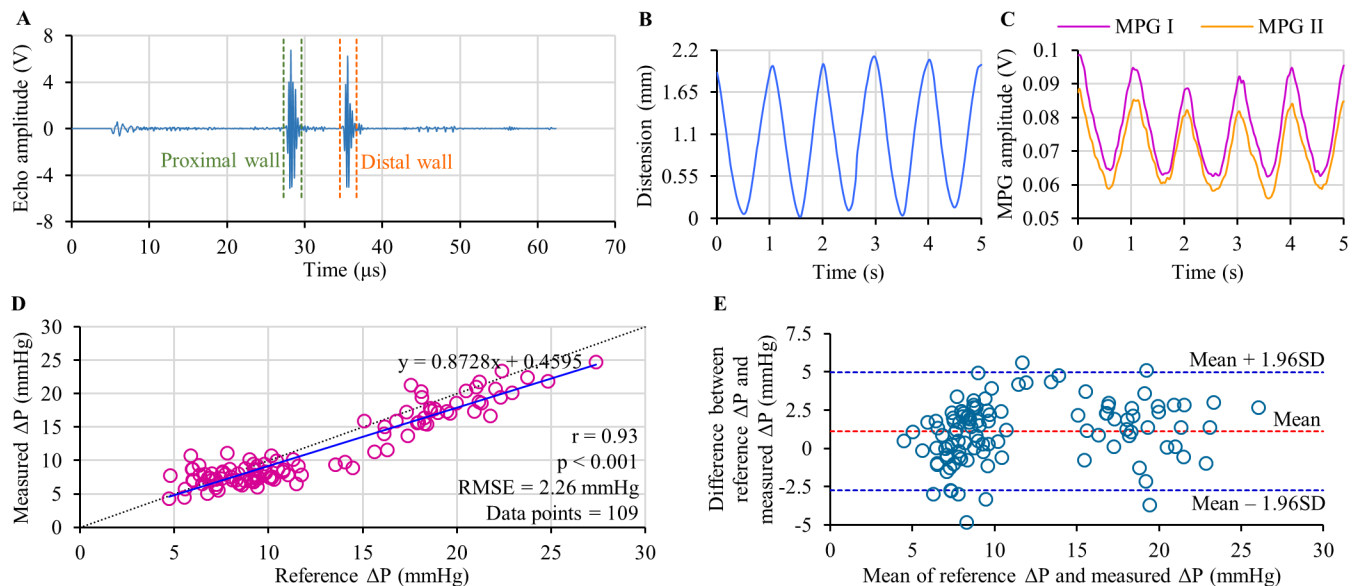 A
Echo amplitude (V)
8
4
0
-4
-8
Proximal wall
Distal wall
0 10 20 30 40 50 60 70
Time (µs)
B
Distension (mm)
2.2
1.65
1.1
0.55
0
0 1 2 3 4 5
Time (s)
C
MPG I
MPG II
MPG amplitude (V)
0.1
0.09
0.08
0.07
0.06
0.05
0 1 2 3 4 5
Time (s)
D
Measured ΔP (mmHg)
30
25
20
15
10
5
0
y = 0.8728x + 0.4595
r = 0.93
p < 0.001
RMSE = 2.26 mmHg
Data points = 109
0 5 10 15 20 25 30
Reference ΔP (mmHg)
E
Difference between
reference ΔP and
measured ΔP (mmHg)
7.5
5
2.5
0
-2.5
-5
Mean + 1.96SD
Mean
Mean – 1.96SD
0 5 10 15 20 25 30
Mean of reference ΔP and measured ΔP (mmHg)